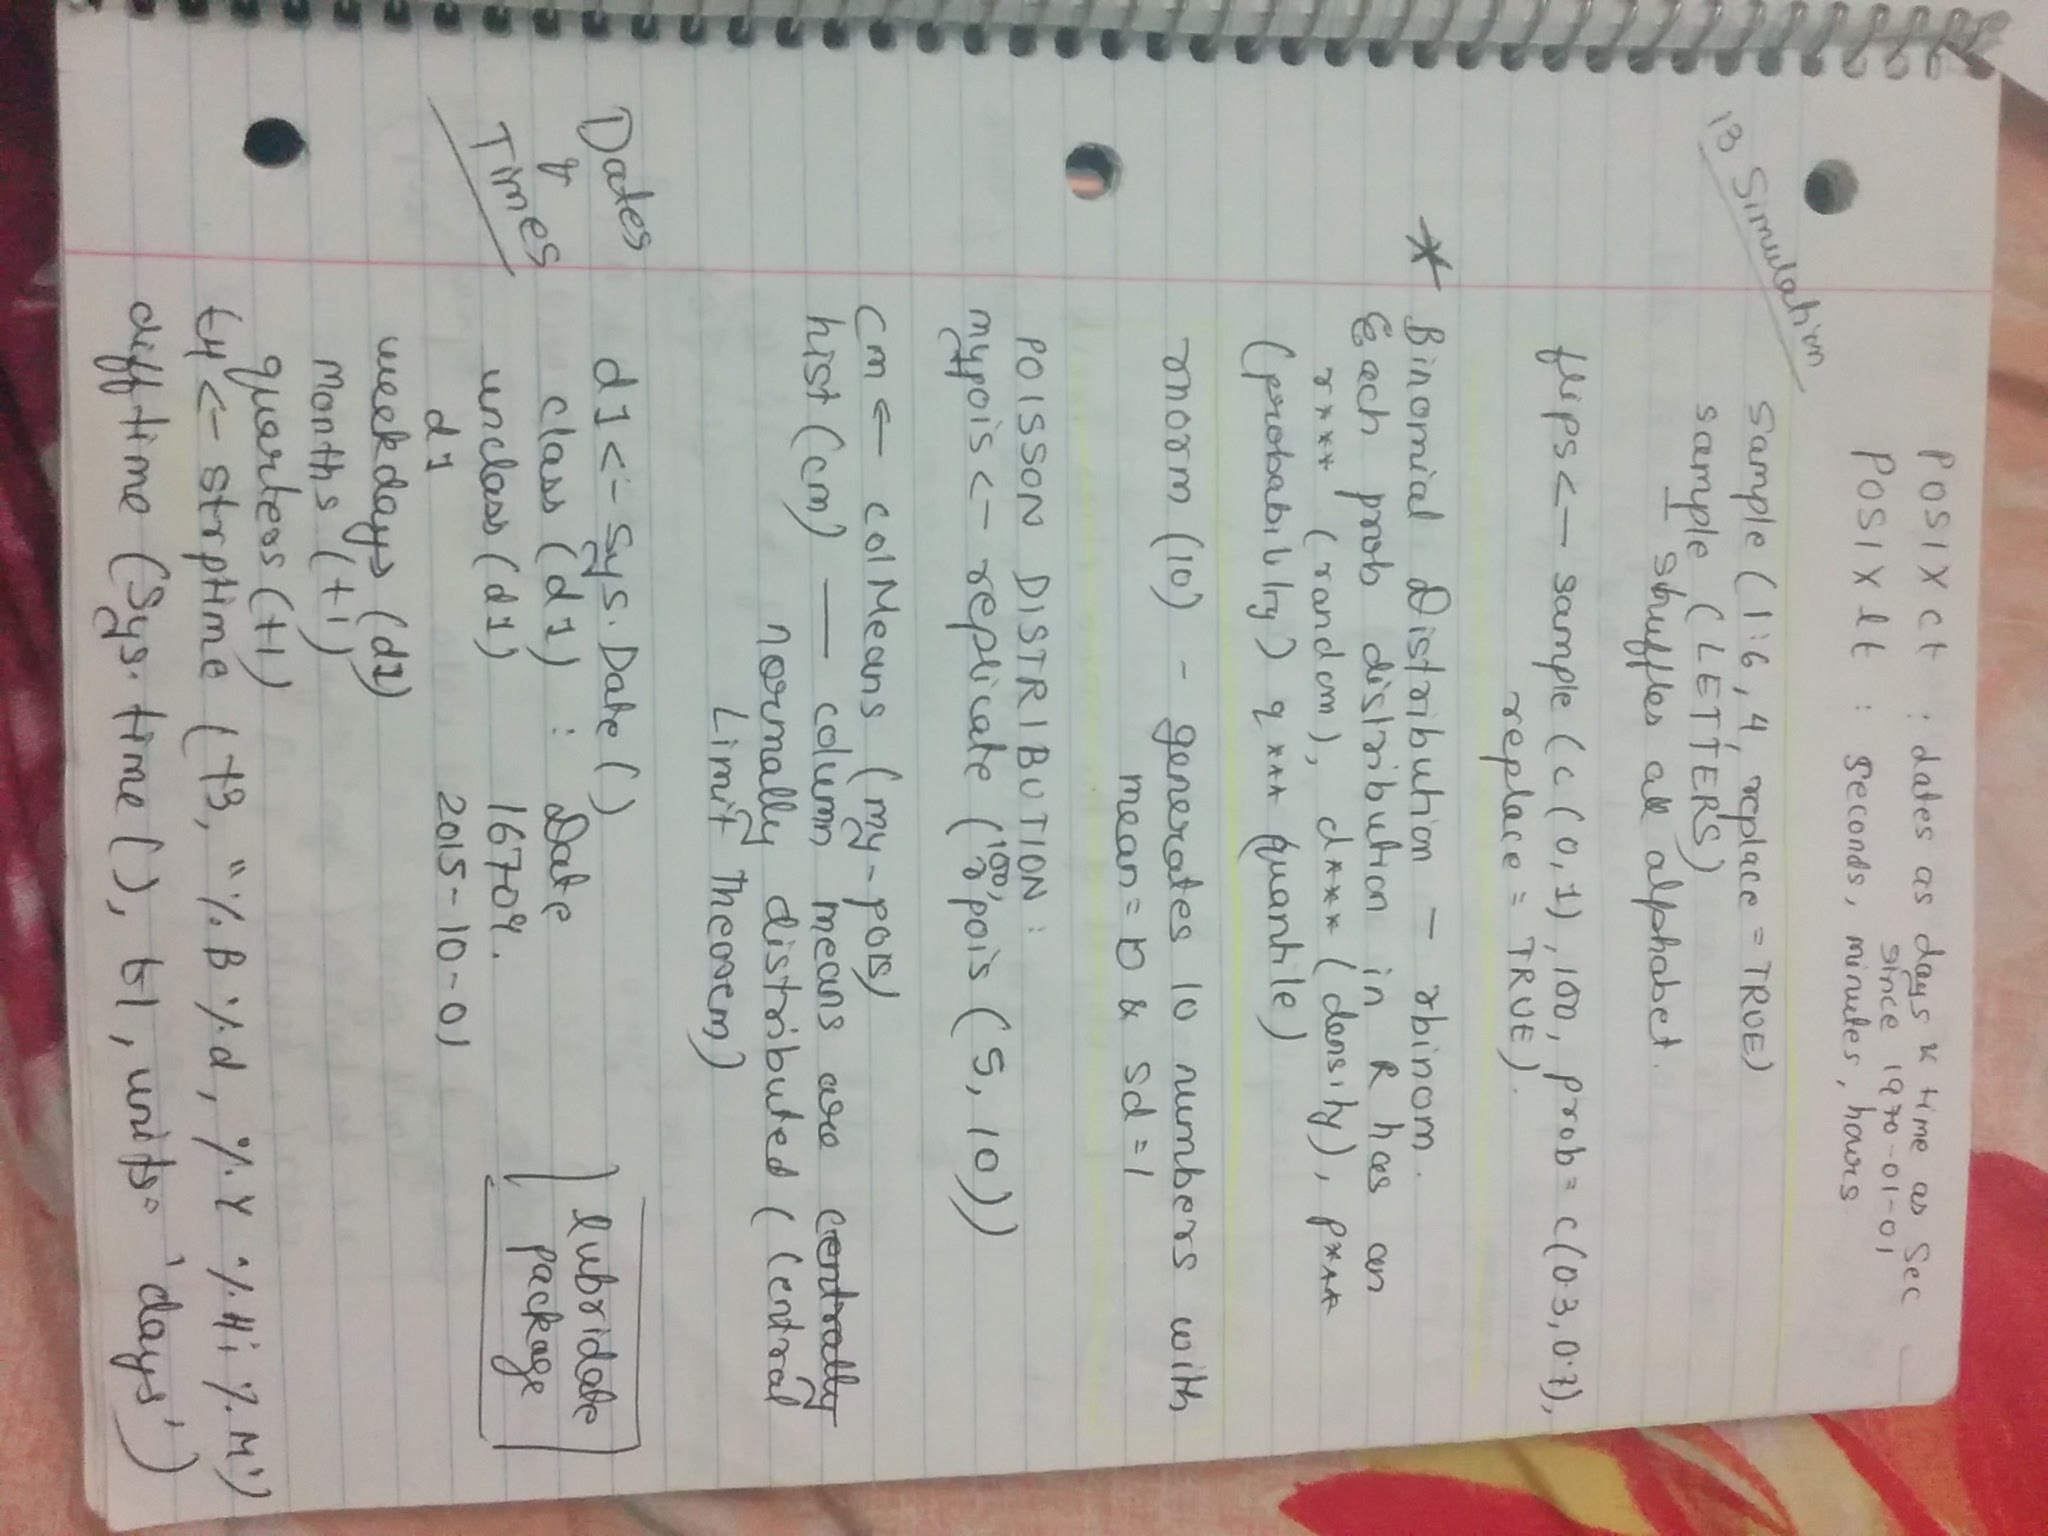 POSIXct : dates as days & time as sec
since 1970-01-01
POSIXlt : seconds, minutes, hours
13 Simulation
sample (1:6, 4, replace = TRUE)
sample (LETTERS)
– shuffles all alphabet.
flips <- sample (c (0,1), 100, prob = c (0.3, 0.7),
replace = TRUE).
* Binomial Distribution – rbinom.
Each prob distribution in R has an
r*** (random), d*** (density), p***
(probability) q*** (quantile)
rnorm (10) - generates 10 numbers with
mean = 0 & sd = 1
POISSON DISTRIBUTION:
mypois <- replicate (100, rpois (5, 10))
cm <- colMeans (my-pois)
hist (cm) — column means are centrally
normally distributed (Central
Limit Theorem)
Dates
&
Times
d1 <- Sys.Date ()
class (d1) : Date
unclass (d1) 16709.
d1 2015-10-01
lubridate
package
weekdays (d1)
months (t1)
quarters (t1)
t4 <- strptime (t3, "%B %d, %Y %H:%M")
difftime (Sys.time (), t1, units= 'days')